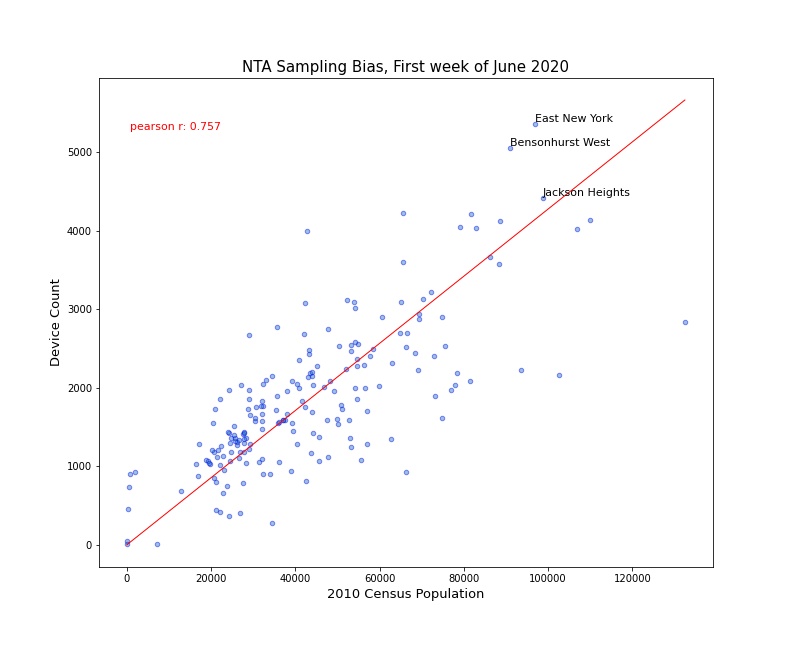 NTA Sampling Bias, First week of June 2020
pearson r: 0.757
East New York
Bensonhurst West
Jackson Heights
Device Count
5000
4000
3000
2000
1000
0
0 20000 40000 60000 80000 100000 120000
2010 Census Population